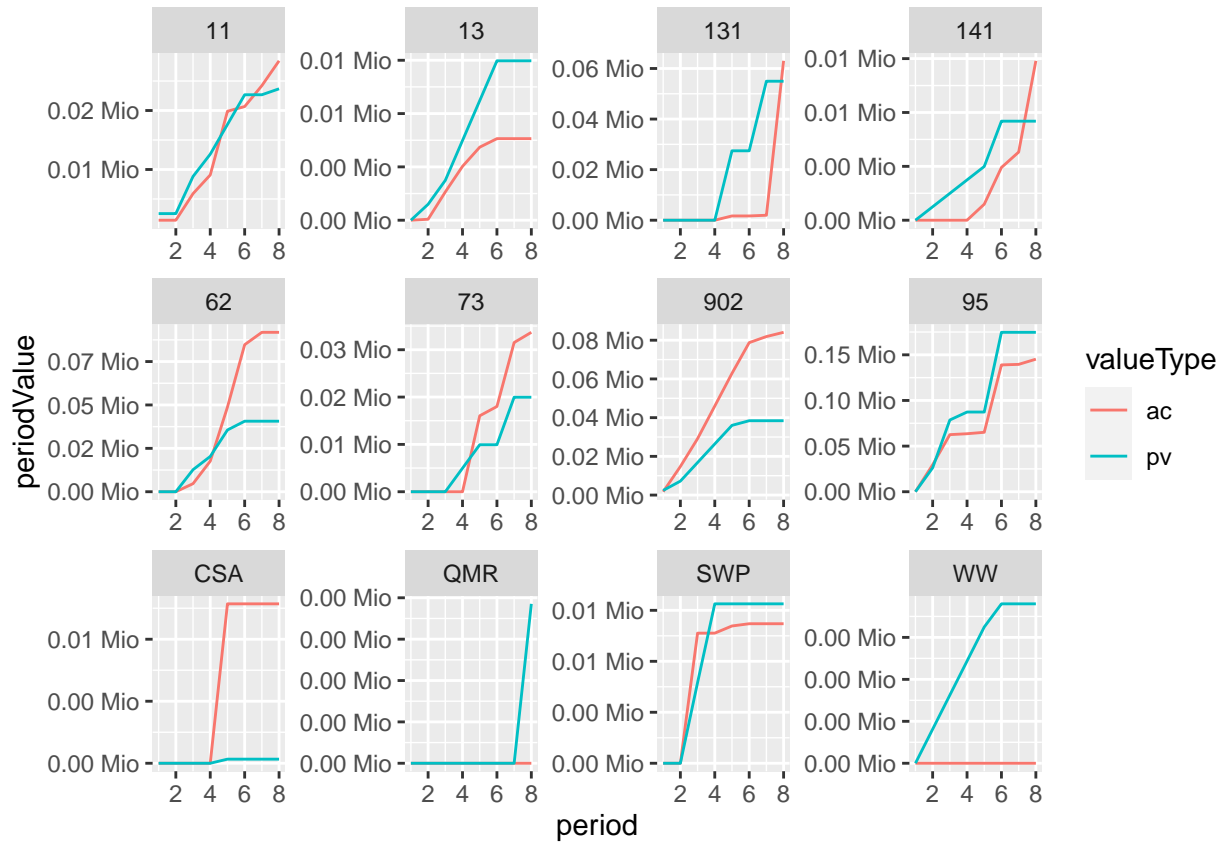 11 13 131 141
0.02 Mio
0.01 Mio
2 4 6 8
0.01 Mio
0.01 Mio
0.00 Mio
0.00 Mio
2 4 6 8
0.06 Mio
0.04 Mio
0.02 Mio
0.00 Mio
2 4 6 8
0.01 Mio
0.01 Mio
0.00 Mio
0.00 Mio
2 4 6 8
62 73 902 95
0.07 Mio
0.05 Mio
0.02 Mio
0.00 Mio
2 4 6 8
0.03 Mio
0.02 Mio
0.01 Mio
0.00 Mio
2 4 6 8
0.08 Mio
0.06 Mio
0.04 Mio
0.02 Mio
0.00 Mio
2 4 6 8
0.15 Mio
0.10 Mio
0.05 Mio
0.00 Mio
2 4 6 8
CSA QMR SWP WW
0.01 Mio
0.00 Mio
0.00 Mio
2 4 6 8
0.00 Mio
0.00 Mio
0.00 Mio
0.00 Mio
0.00 Mio
2 4 6 8
0.01 Mio
0.01 Mio
0.00 Mio
0.00 Mio
2 4 6 8
0.00 Mio
0.00 Mio
0.00 Mio
0.00 Mio
2 4 6 8
periodValue
period
valueType
ac
pv